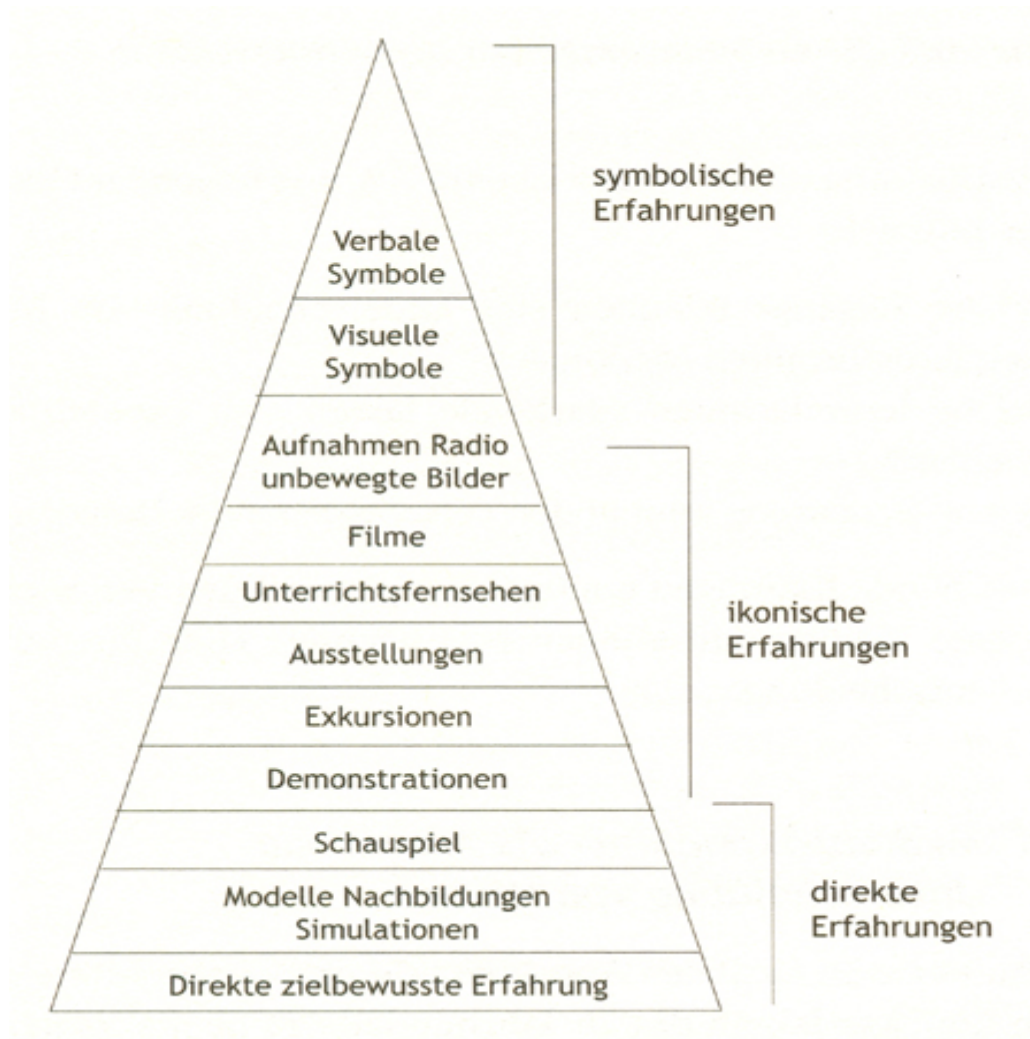 symbolische
Erfahrungen
Verbale
Symbole
Visuelle
Symbole
Aufnahmen Radio
unbewegte Bilder
Filme
Unterrichtsfernsehen
ikonische
Erfahrungen
Ausstellungen
Exkursionen
Demonstrationen
Schauspiel
Modelle Nachbildungen
Simulationen
direkte
Erfahrungen
Direkte zielbewusste Erfahrung